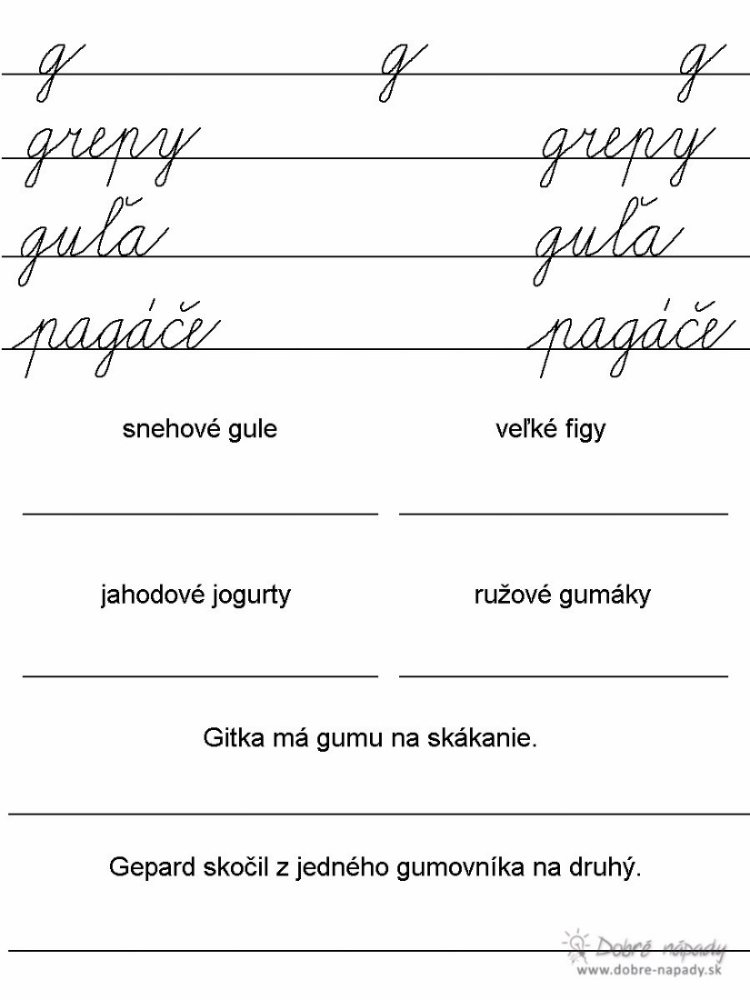 g g g
grepy grepy
guľa guľa
pagáče pagáče
snehové gule veľké figy
jahodové jogurty ružové gumáky
Gitka má gumu na skákanie.
Gepard skočil z jedného gumovníka na druhý.
Dobré nápady
www.dobre-napady.sk